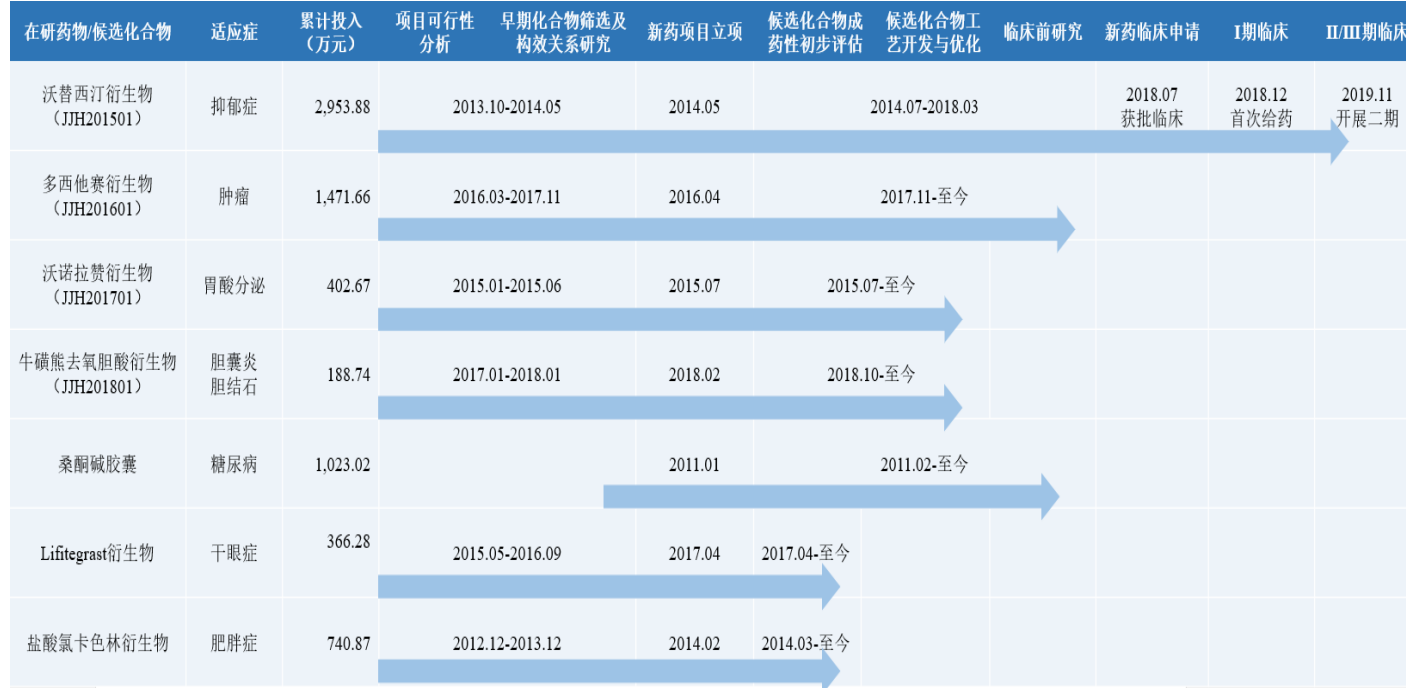 在研药物/候选化合物
适应症
累计投入
（万元）
项目可行性
分析
早期化合物筛选及
构效关系研究
新药项目立项
候选化合物成
药性初步评估
候选化合物工
艺开发与优化
临床前研究
新药临床申请
I期临床
II/III期临床
沃替西汀衍生物
（JJH201501）
抑郁症
2,953.88
2013.10-2014.05
2014.05
2014.07-2018.03
2018.07
获批临床
2018.12
首次给药
2019.11
开展二期
多西他赛衍生物
（JJH201601）
肿瘤
1,471.66
2016.03-2017.11
2016.04
2017.11-至今
沃诺拉赞衍生物
（JJH201701）
胃酸分泌
402.67
2015.01-2015.06
2015.07
2015.07-至今
牛磺熊去氧胆酸衍生物
（JJH201801）
胆囊炎
胆结石
188.74
2017.01-2018.01
2018.02
2018.10-至今
桑酮碱胶囊
糖尿病
1,023.02
2011.01
2011.02-至今
Lifitegrast衍生物
干眼症
366.28
2015.05-2016.09
2017.04
2017.04-至今
盐酸氯卡色林衍生物
肥胖症
740.87
2012.12-2013.12
2014.02
2014.03-至今